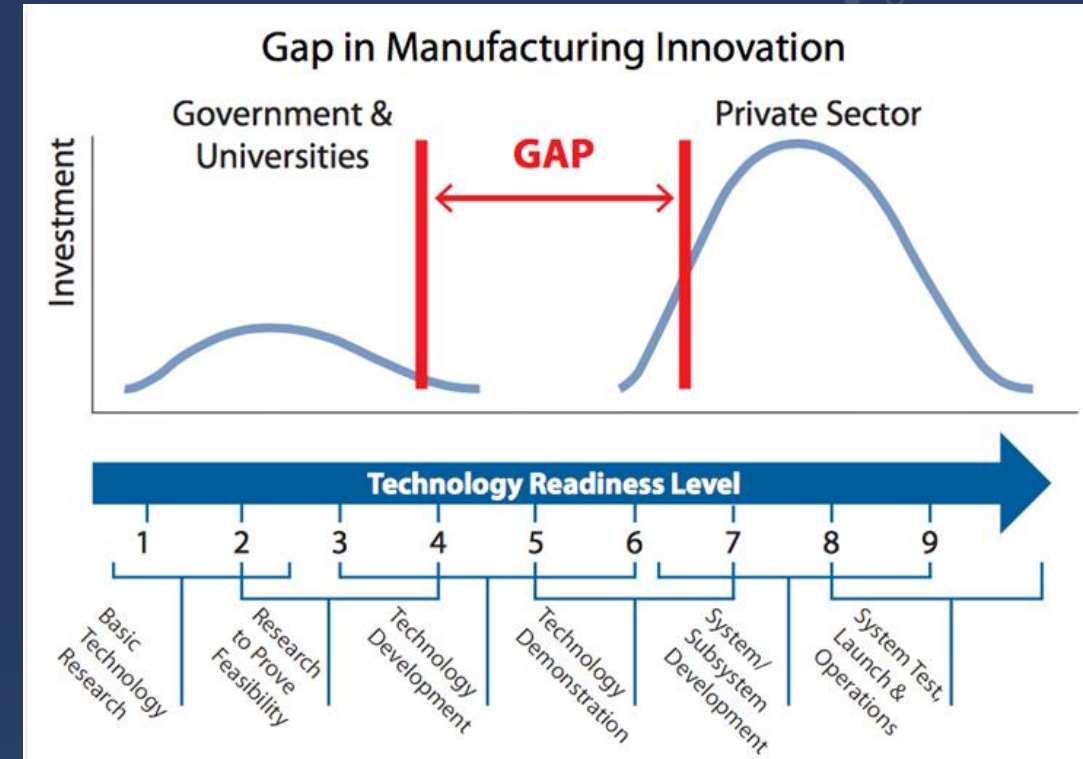 Gap in Manufacturing Innovation
Government &
Universities
Private Sector
GAP
Investment
Technology Readiness Level
1 2 3 4 5 6 7 8 9
Basic
Technology
Research
Research
to Prove
Feasibility
Technology
Development
Technology
Demonstration
System/
Subsystem
Development
System Test,
Launch &
Operations